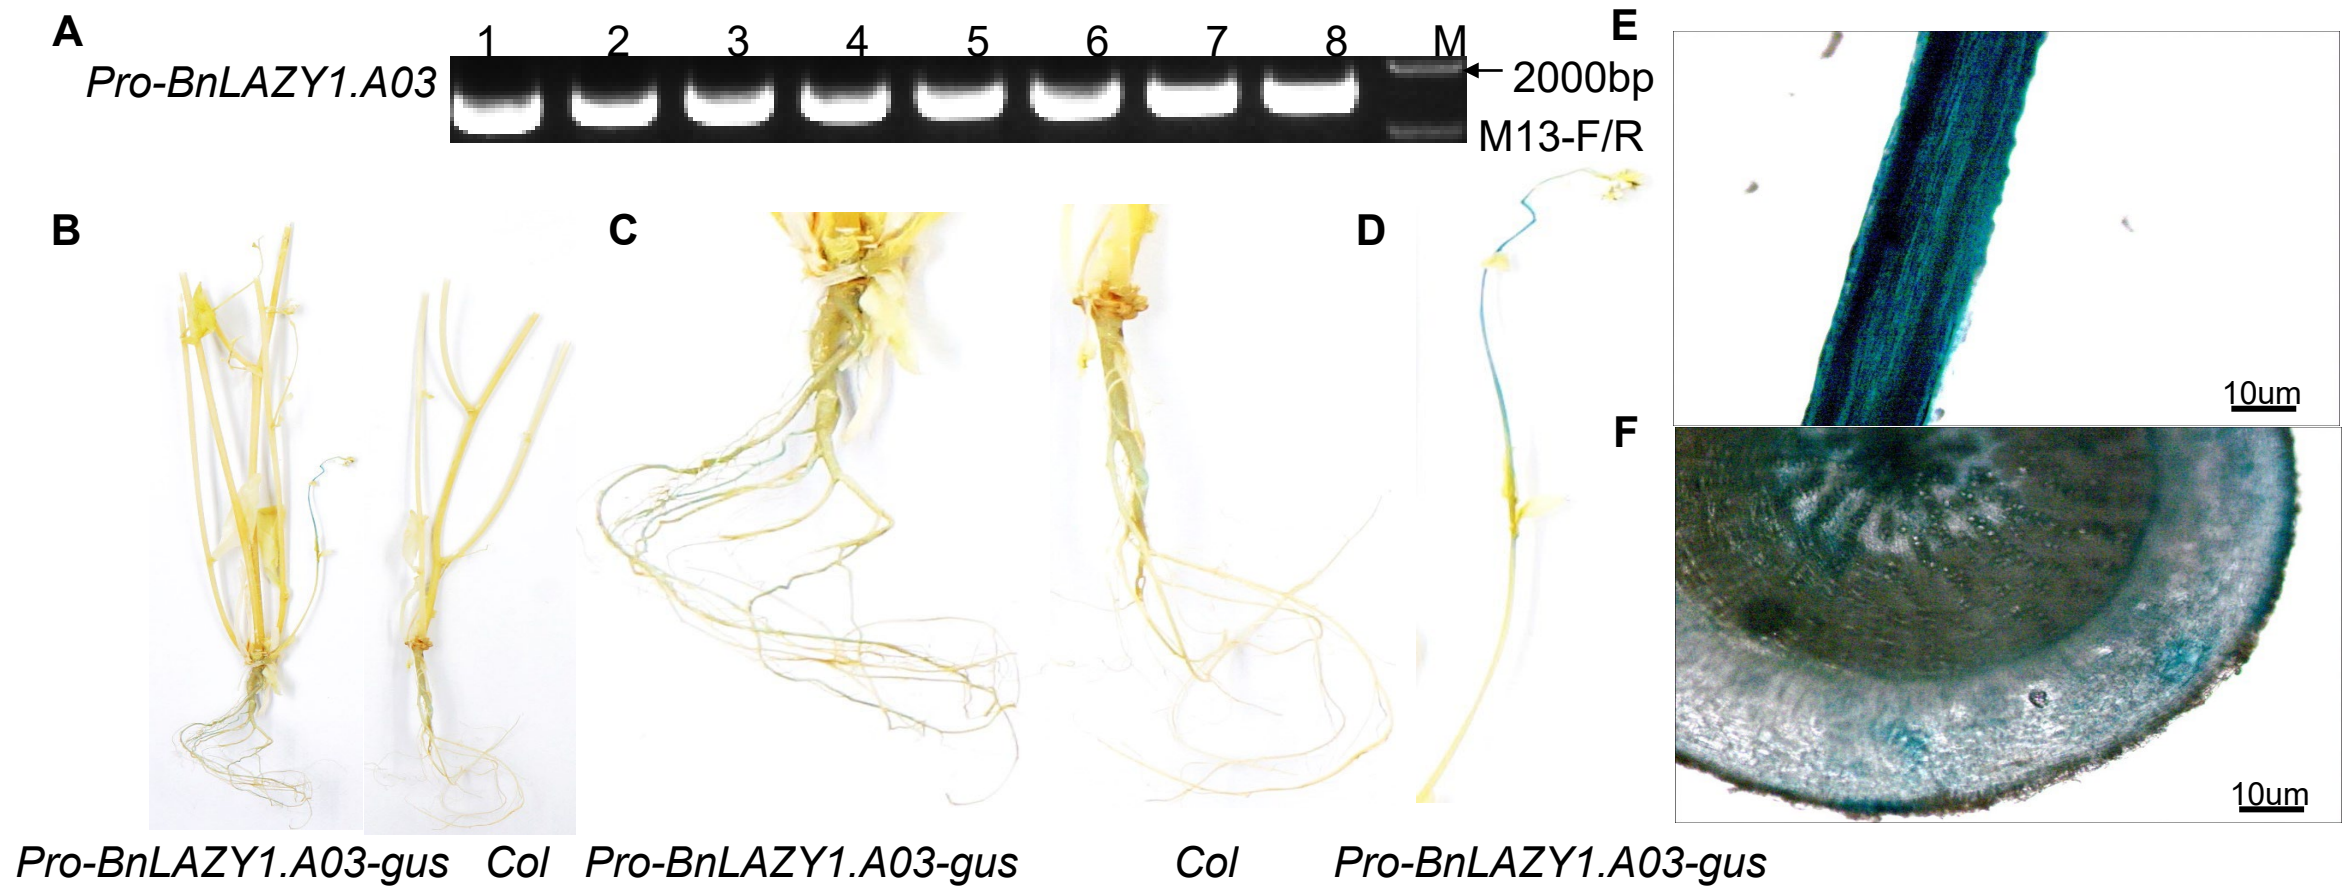 A
1 2 3 4 5 6 7 8 M
Pro-BnLAZY1.A03
2000bp
M13-F/R
B
C
D
E
10um
F
10um
Pro-BnLAZY1.A03-gus Col Pro-BnLAZY1.A03-gus Col Pro-BnLAZY1.A03-gus